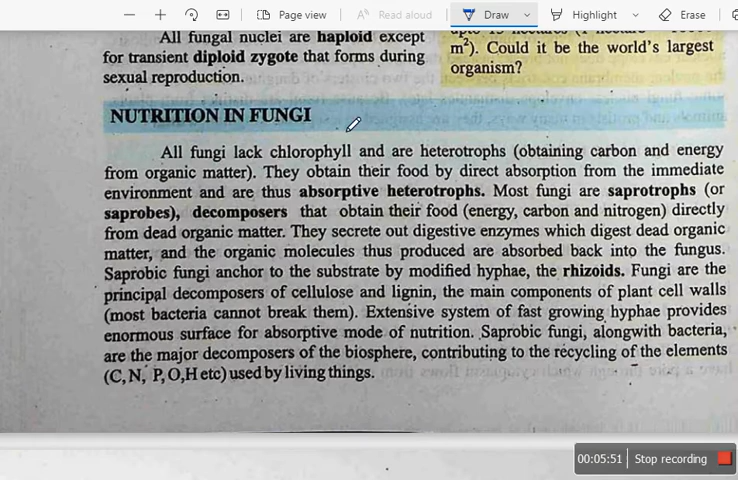 Page view
Read aloud
Draw
Highlight
Erase
All fungal nuclei are haploid except
for transient diploid zygote that forms during
sexual reproduction.
m²). Could it be the world's largest
organism?
NUTRITION IN FUNGI
All fungi lack chlorophyll and are heterotrophs (obtaining carbon and energy
from organic matter). They obtain their food by direct absorption from the immediate
environment and are thus absorptive heterotrophs. Most fungi are saprotrophs (or
saprobes), decomposers that obtain their food (energy, carbon and nitrogen) directly
from dead organic matter. They secrete out digestive enzymes which digest dead organic
matter, and the organic molecules thus produced are absorbed back into the fungus.
Saprobic fungi anchor to the substrate by modified hyphae, the rhizoids. Fungi are the
principal decomposers of cellulose and lignin, the main components of plant cell walls
(most bacteria cannot break them). Extensive system of fast growing hyphae provides
enormous surface for absorptive mode of nutrition. Saprobic fungi, alongwith bacteria,
are the major decomposers of the biosphere, contributing to the recycling of the elements
(C, N, P, O, H etc) used by living things.
00:05:51 Stop recording